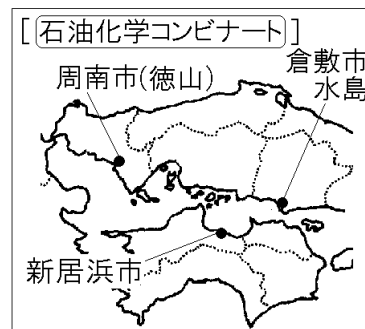 [石油化学コンビナート]
倉敷市
水島
周南市(徳山)
新居浜市